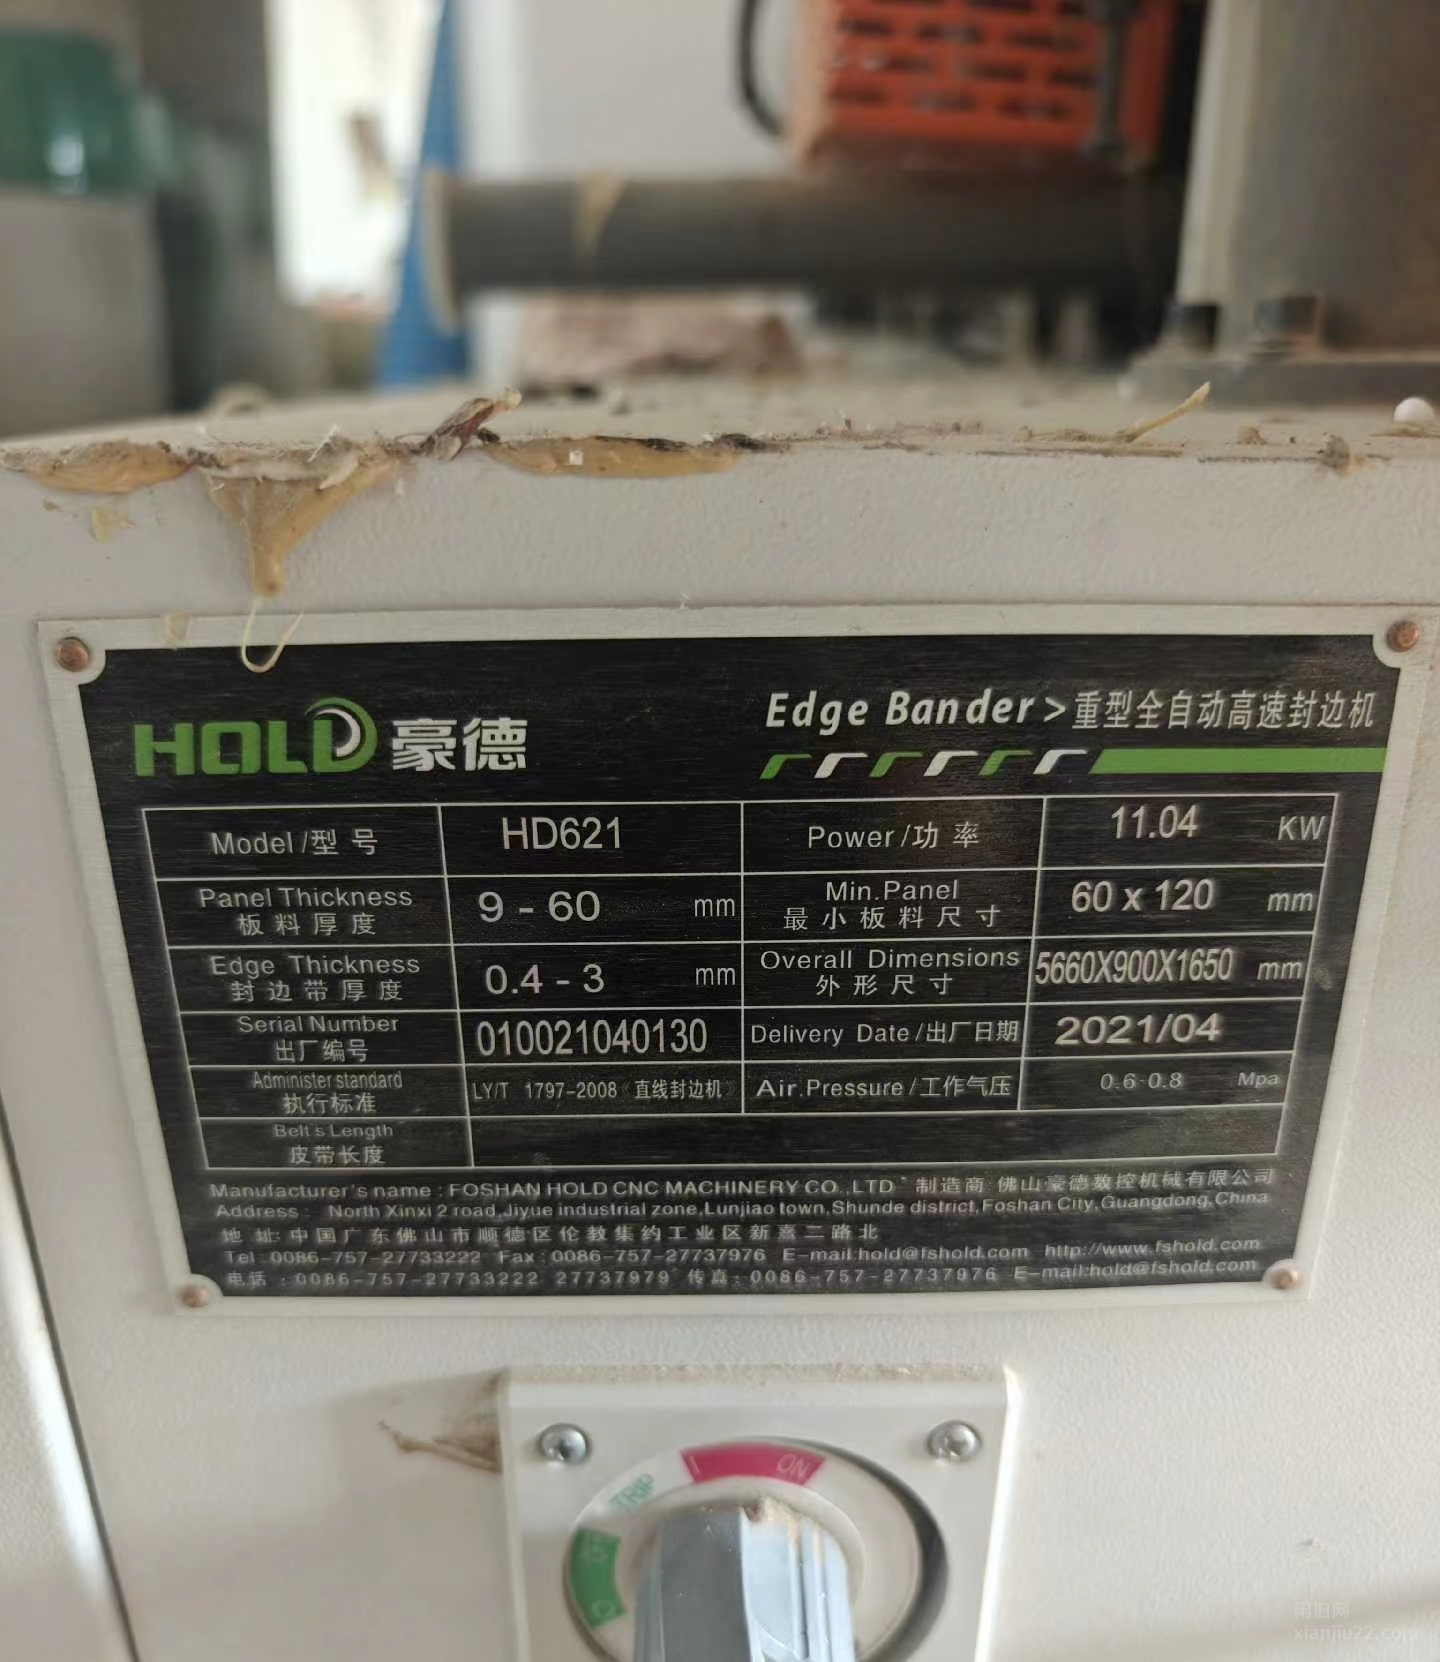 HOLD 豪德
Edge Bander>重型全自动高速封边机
Model/型号 HD621 Power/功率 11.04 KW
Panel Thickness 板料厚度 9-60 mm Min.Panel 最小板料尺寸 60x120 mm
Edge Thickness 封边带厚度 0.4-3 mm Overall Dimensions 外形尺寸 5660X900X1650 mm
Serial Number 出厂编号 010021040130 Delivery Date/出厂日期 2021/04
Administer standard 执行标准 LY/T 1797-2008《直线封边机》 Air.Pressure/工作气压 0.6-0.8 Mpa
Belt's Length 皮带长度
Manufacturer's name:FOSHAN HOLD CNC MACHINERY CO.,LTD 制造商 佛山豪德数控机械有限公司
Address: North Xinxi 2 road,Jiyue industrial zone,Lunjiao town,Shunde district,Foshan City,Guangdong,China
地址:中国广东佛山市顺德区伦教集约工业区新熹二路北
Tel:0086-757-27733222 Fax:0086-757-27737976 E-mail:hold@fshold.com http://www.fshold.com
电话:0086-757-27733222 27737979 传真:0086-757-27737976 E-mail:hold@fshold.com
I ON
TRIP
闲旧网
xianjiu22.com